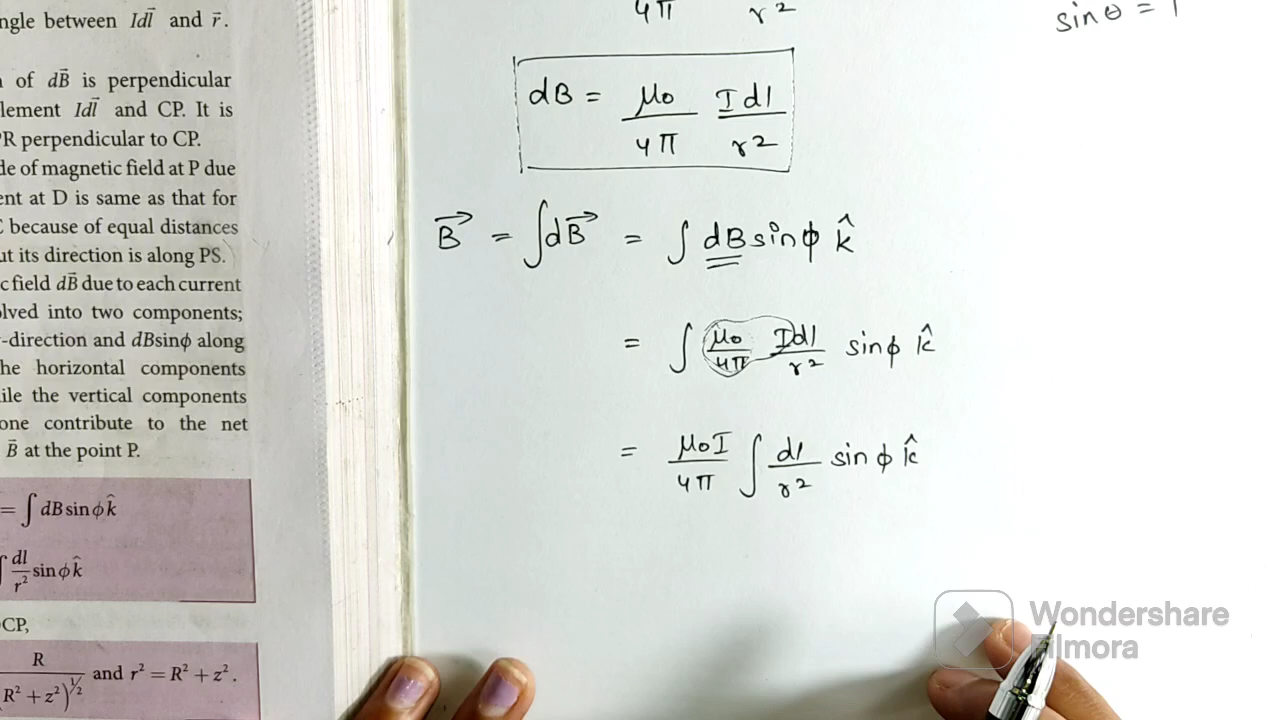 ngle between Idl⃗ and r⃗.
of dB⃗ is perpendicular
lement Idl⃗ and CP. It is
PR perpendicular to CP.
de of magnetic field at P due
ent at D is same as that for
C because of equal distances
ut its direction is along PS.
c field dB⃗ due to each current
olved into two components;
-direction and dBsinϕ along
he horizontal components
ile the vertical components
one contribute to the net
B⃗ at the point P.
= ∫ dB sinϕ k̂
∫ dl/r² sinϕ k̂
CP,
R/(R² + z²)^½ and r² = R² + z².
4π r²
sinθ = 1
dB = μ₀/4π Idl/r²
B⃗ = ∫dB⃗ = ∫ dB sinϕ k̂
= ∫ μ₀/4π Idl/r² sinϕ k̂
= μ₀I/4π ∫ dl/r² sinϕ k̂
Wondershare
Filmora